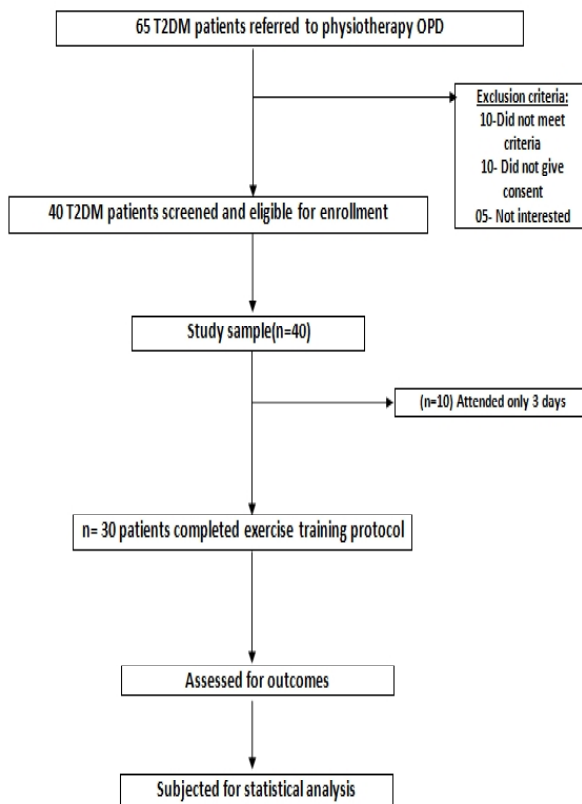 65 T2DM patients referred to physiotherapy OPD
Exclusion criteria:
10-Did not meet
criteria
10- Did not give
consent
05- Not interested
40 T2DM patients screened and eligible for enrollment
Study sample(n=40)
(n=10) Attended only 3 days
n= 30 patients completed exercise training protocol
Assessed for outcomes
Subjected for statistical analysis